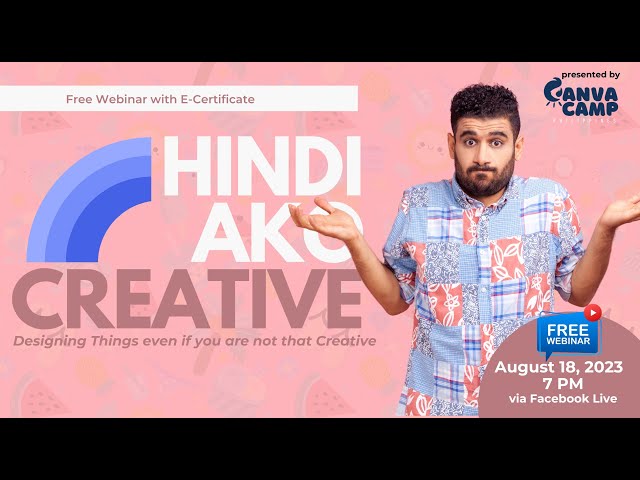 presented by
CANVA
CAMP
PHILIPPINES
Free Webinar with E-Certificate
HINDI
AKO
CREATIVE
Designing Things even if you are not that Creative
FREE
WEBINAR
August 18, 2023
7 PM
via Facebook Live